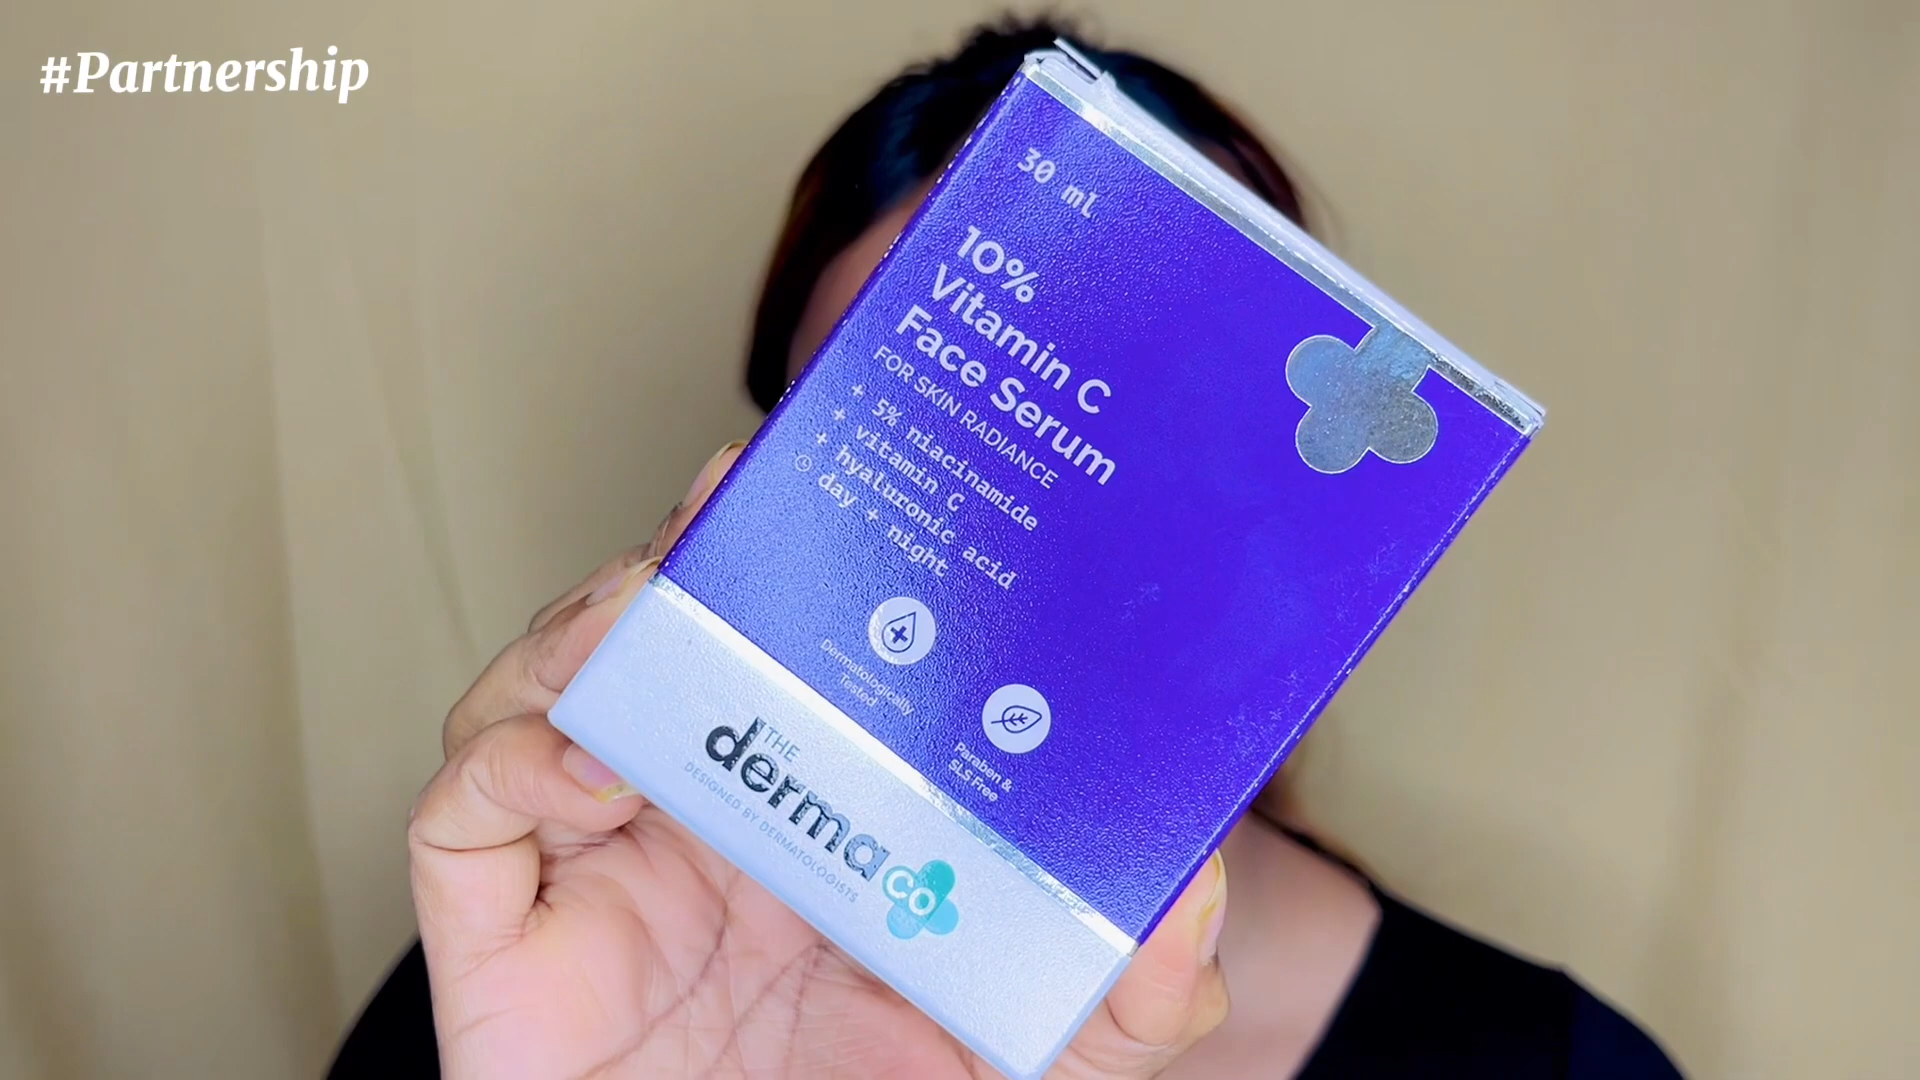 #Partnership
30 ml
10%
Vitamin C
Face Serum
FOR SKIN RADIANCE
+ 5% niacinamide
+ vitamin C
+ hyaluronic acid
day + night
Dermatologically
Tested
Paraben &
SLS Free
THE
derma
co
DESIGNED BY DERMATOLOGISTS